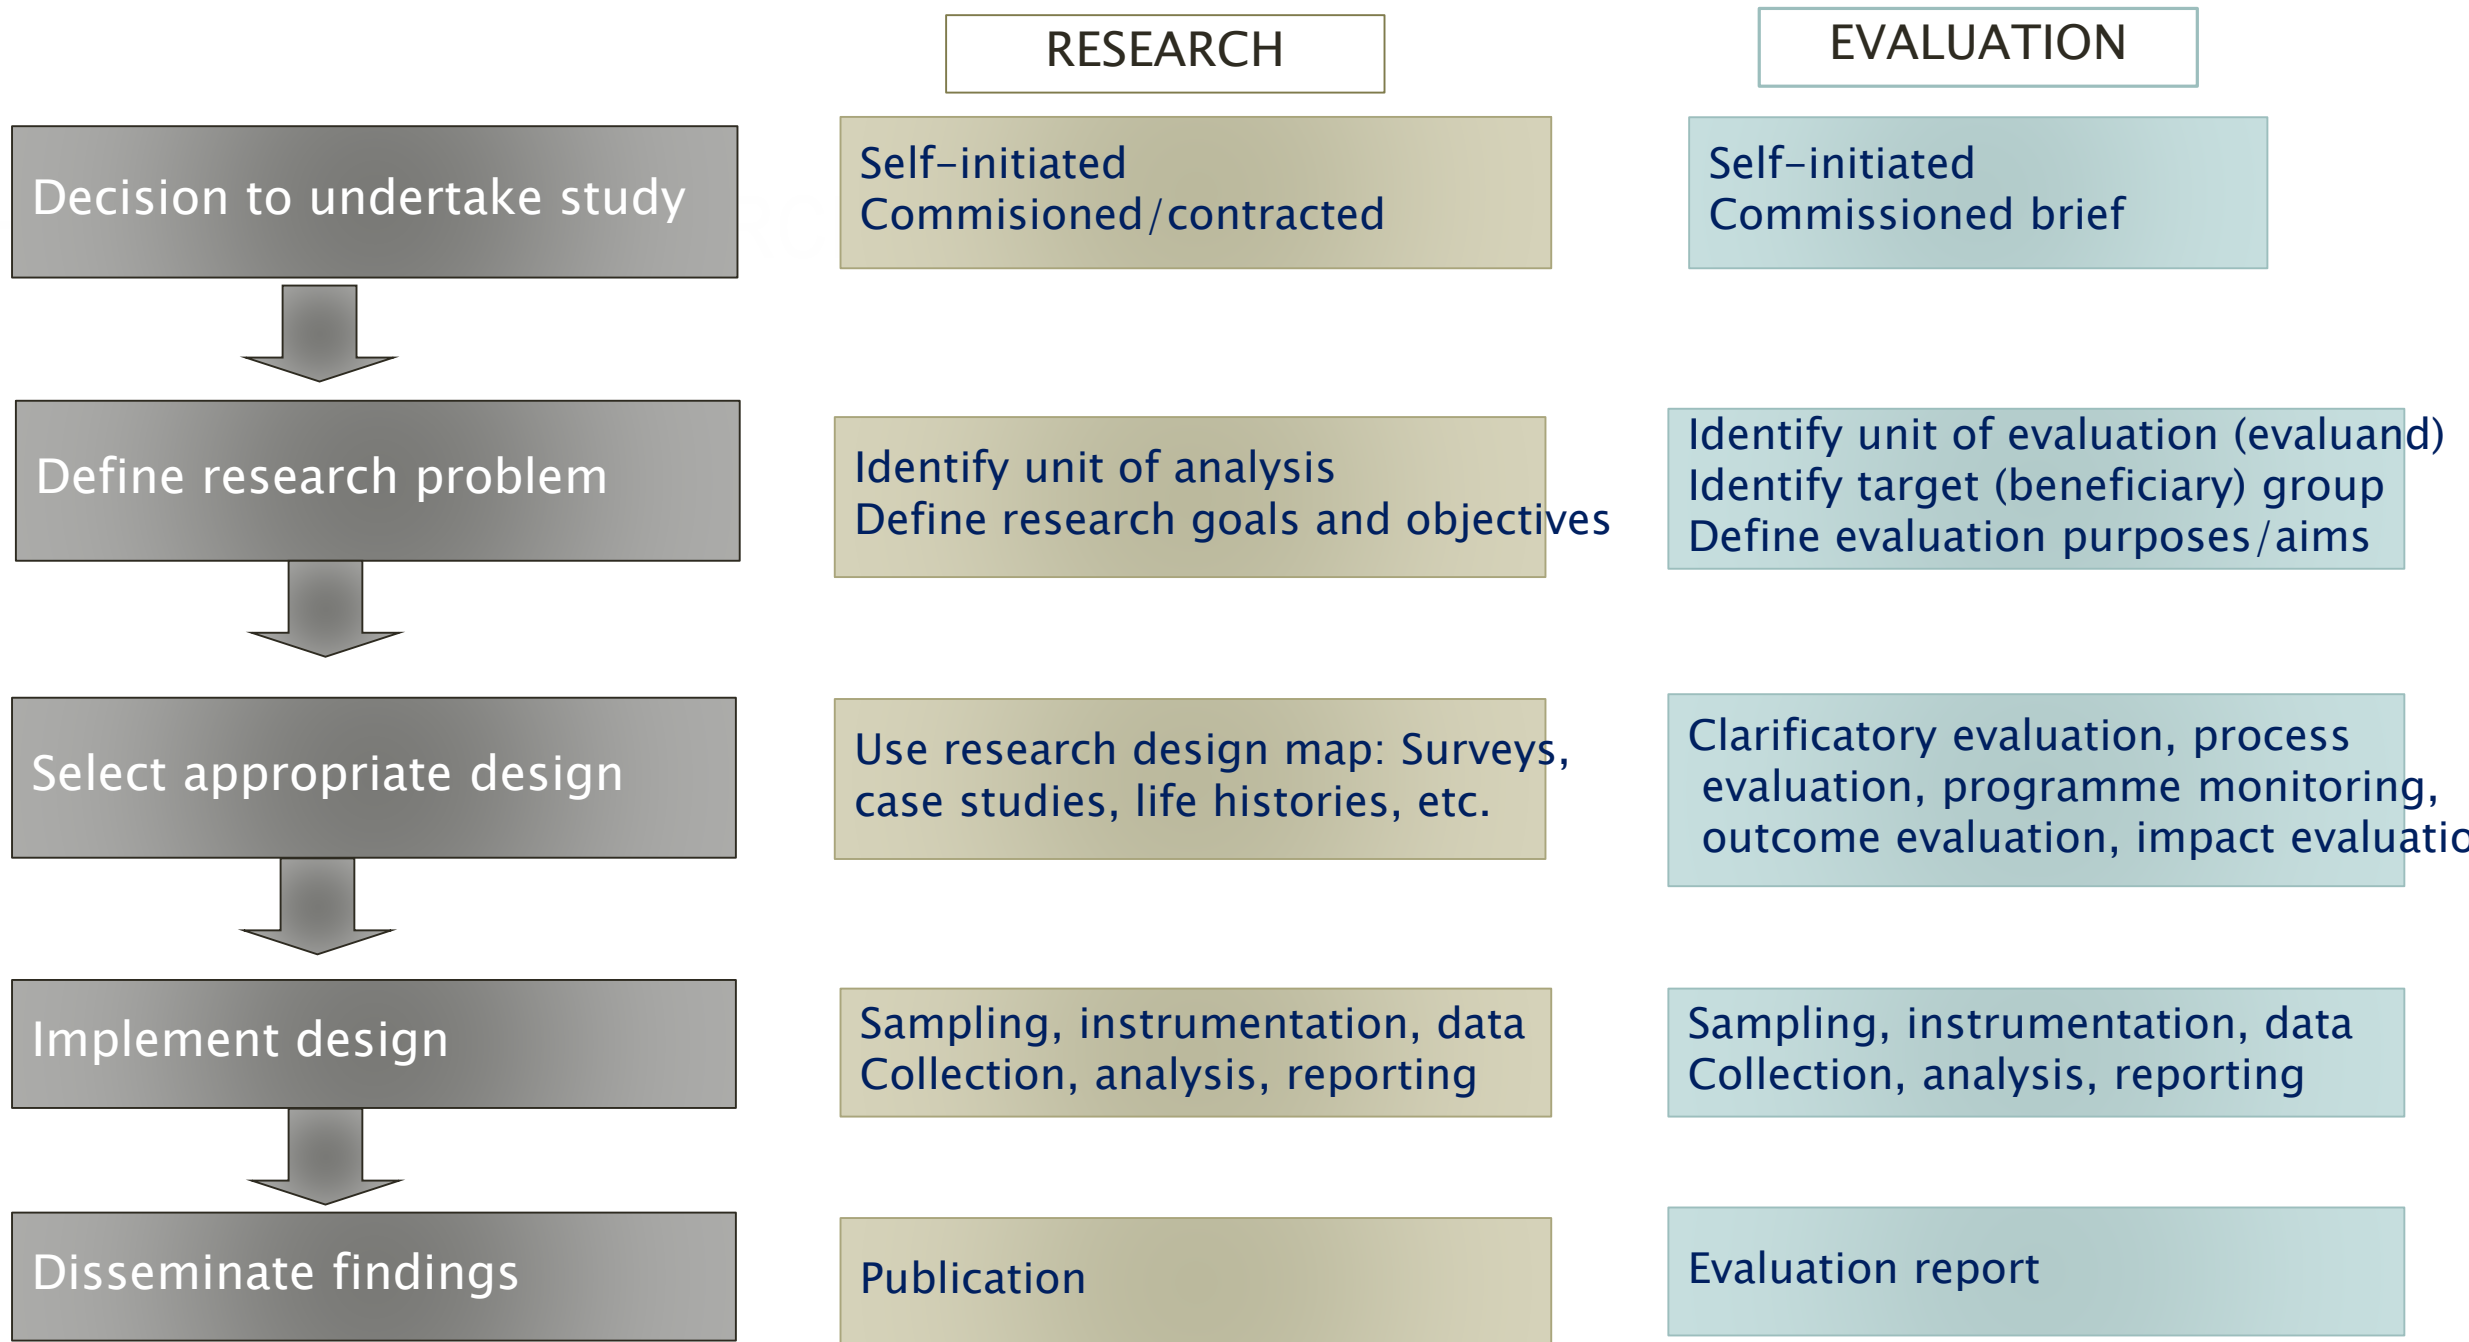 RESEARCH
EVALUATION
Decision to undertake study
Self-initiated
Commisioned/contracted
Self-initiated
Commissioned brief
Define research problem
Identify unit of analysis
Define research goals and objectives
Identify unit of evaluation (evaluand)
Identify target (beneficiary) group
Define evaluation purposes/aims
Select appropriate design
Use research design map: Surveys,
case studies, life histories, etc.
Clarificatory evaluation, process
evaluation, programme monitoring,
outcome evaluation, impact evaluatio
Implement design
Sampling, instrumentation, data
Collection, analysis, reporting
Sampling, instrumentation, data
Collection, analysis, reporting
Disseminate findings
Publication
Evaluation report